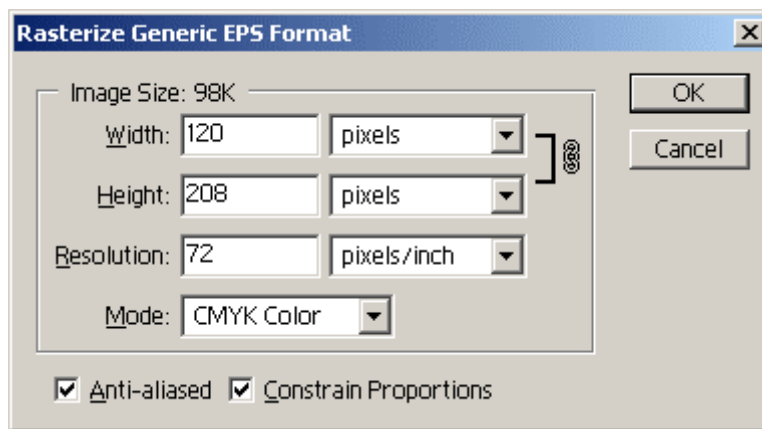 Rasterize Generic EPS Format
Image Size: 98K
OK
Width: 120 pixels
Cancel
Height: 208 pixels
Resolution: 72 pixels/inch
Mode: CMYK Color
Anti-aliased Constrain Proportions